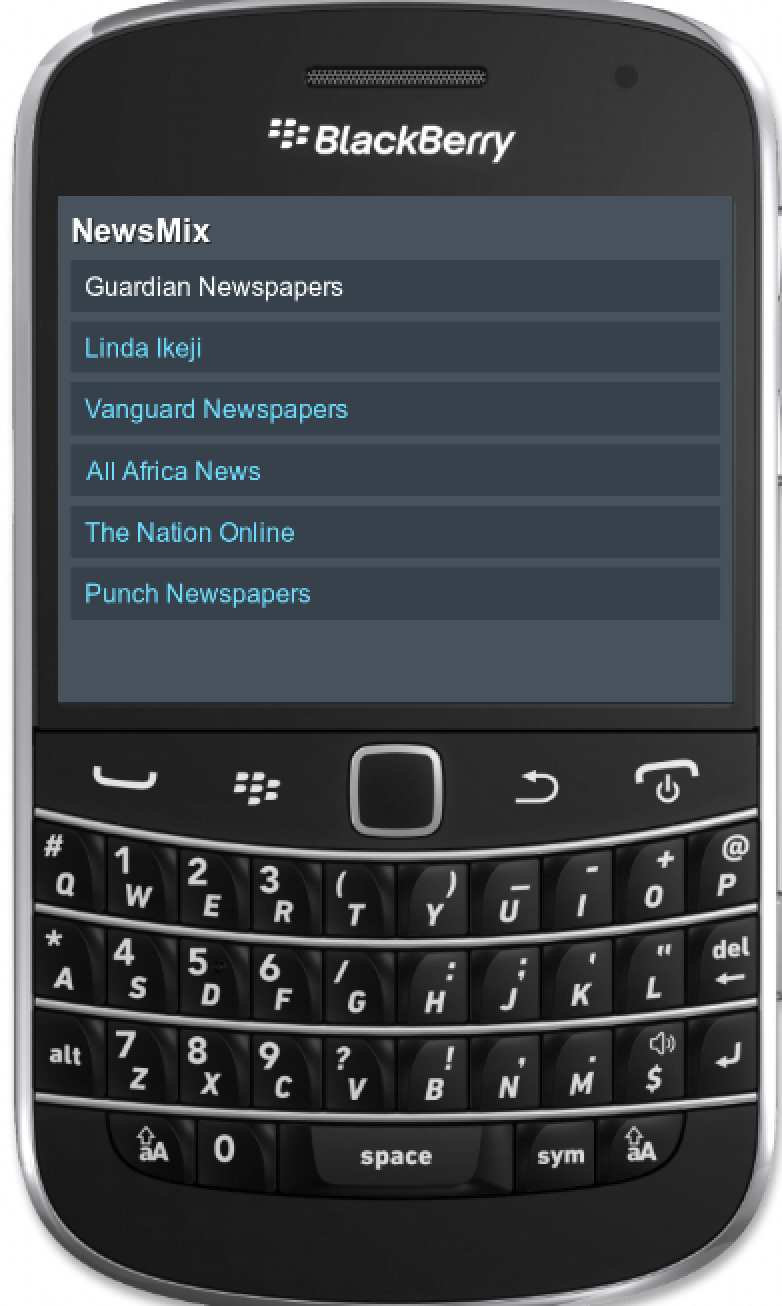 BlackBerry
NewsMix
Guardian Newspapers
Linda Ikeji
Vanguard Newspapers
All Africa News
The Nation Online
Punch Newspapers
# 1 2 3 ( ) _ - + @
Q W E R T Y U I O P
* 4 5 6 / : ; ' " del
A S D F G H J K L
alt 7 8 9 ? ! , .
Z X C V B N M $
aA 0 space sym aA